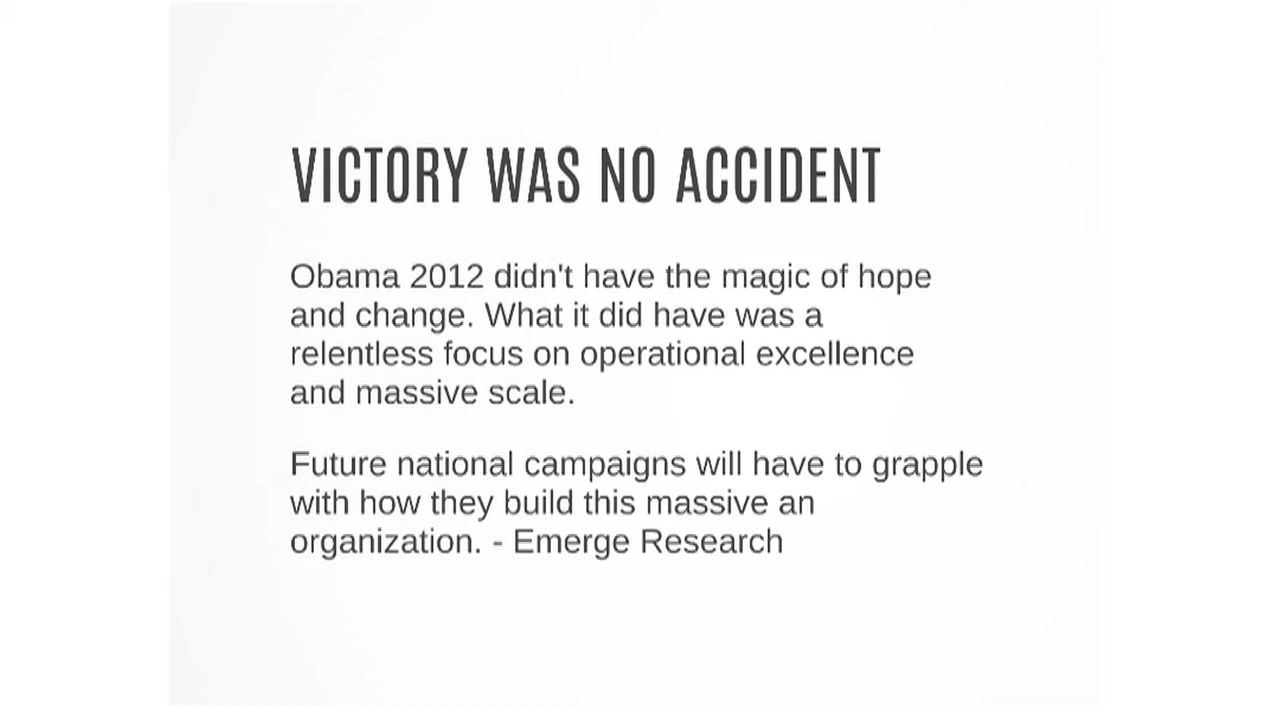 VICTORY WAS NO ACCIDENT
Obama 2012 didn't have the magic of hope
and change. What it did have was a
relentless focus on operational excellence
and massive scale.
Future national campaigns will have to grapple
with how they build this massive an
organization. - Emerge Research